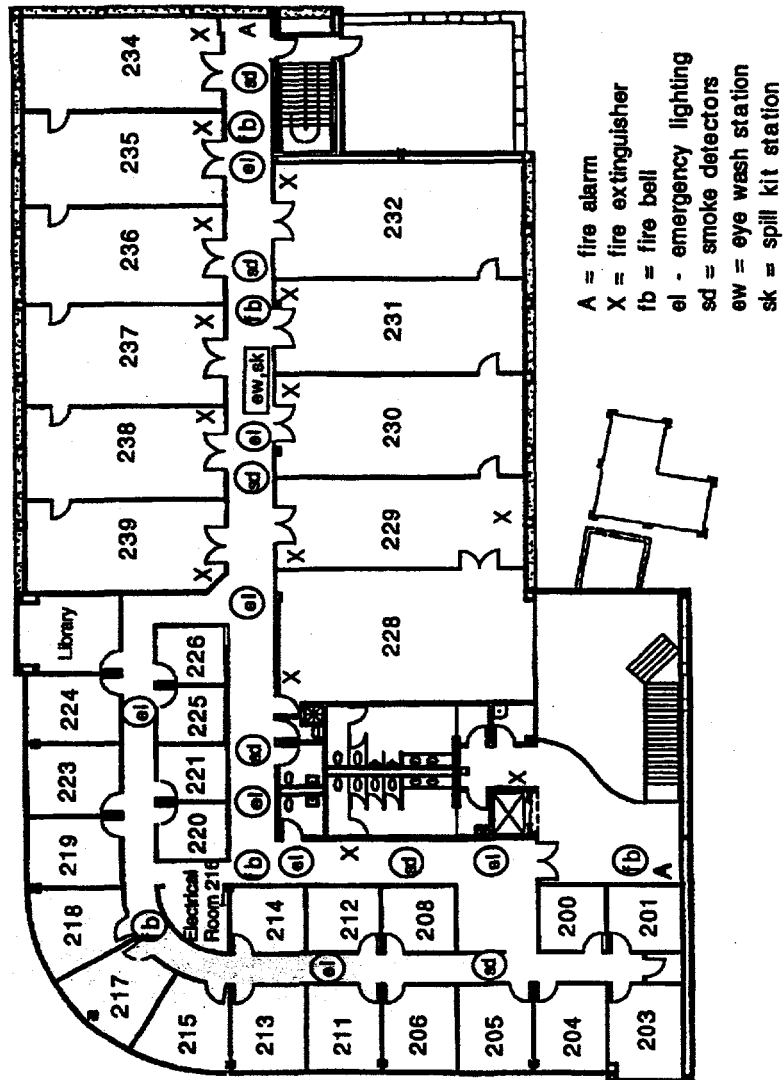 218
219
223
224
Library
217
fb
el
239
238
237
236
235
234
215
Electrical
Room 216
220
221
225
226
X
X
X
X
X
X
fb
el
sd
el
sd
el
ew,sk
fb
sd
el
fb
sd
A
213
214
el
X
X
X
X
X
211
el
212
X
228
229
230
231
232
206
208
sd
205
sd
el
X
X
204
200
203
201
fb
A
A = fire alarm
X = fire extinguisher
fb = fire bell
el - emergency lighting
sd = smoke detectors
ew = eye wash station
sk = spill kit station